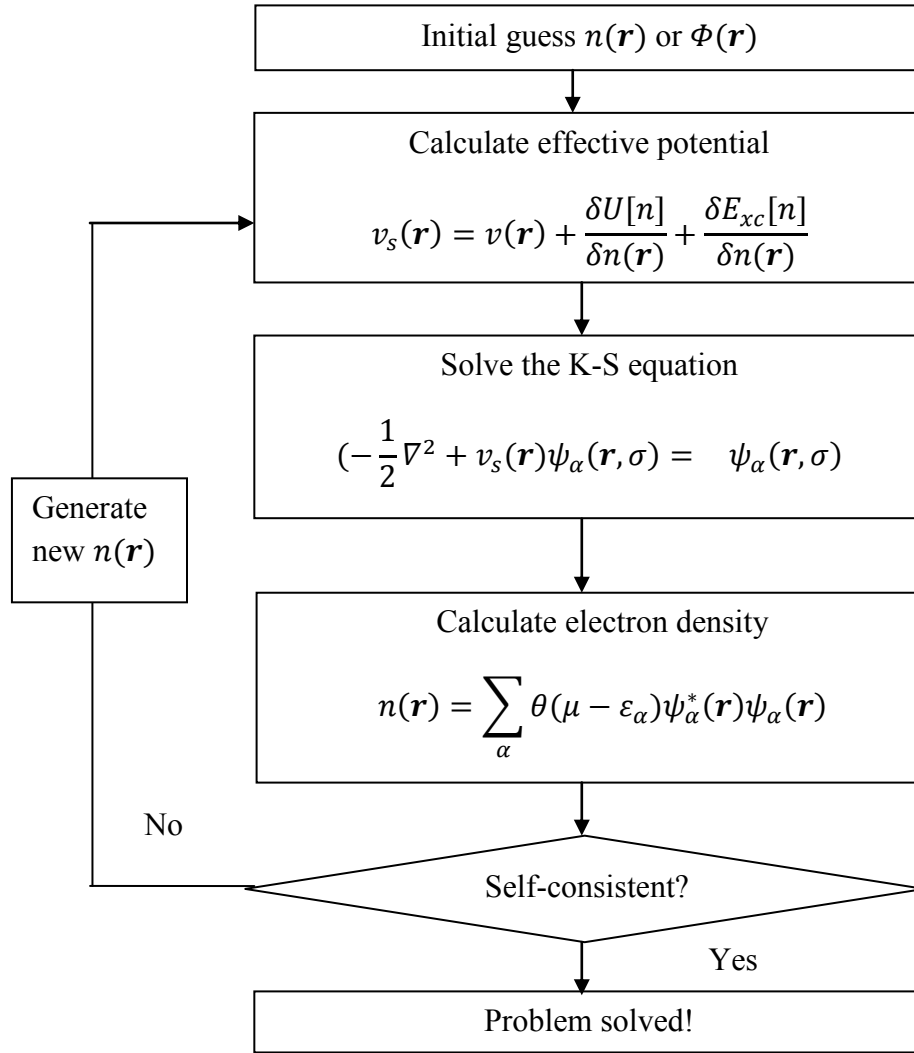 Initial guess n(r) or Φ(r)
Calculate effective potential
v_s(r) = v(r) + δU[n]/δn(r) + δE_xc[n]/δn(r)
Solve the K-S equation
(−1/2 ∇² + v_s(r)ψ_α(r, σ) = ψ_α(r, σ)
Generate
new n(r)
Calculate electron density
n(r) = ∑_α θ(μ − ε_α)ψ_α^*(r)ψ_α(r)
No
Self-consistent?
Yes
Problem solved!